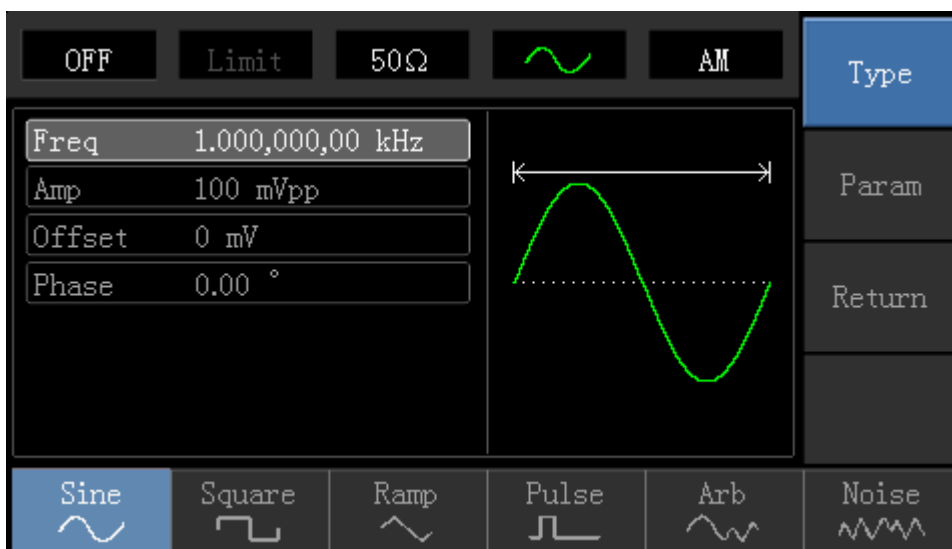 OFF Limit 50Ω AM
Type
Freq 1.000,000,00 kHz
Amp 100 mVpp
Offset 0 mV
Phase 0.00 °
Param
Return
Sine Square Ramp Pulse Arb Noise